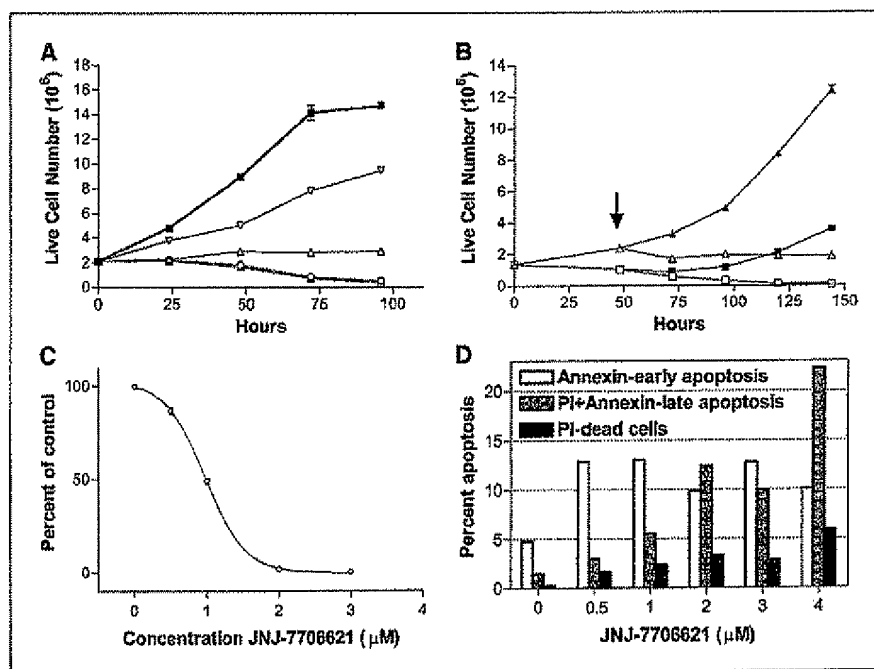 A
18
16
14
12
10
8
6
4
2
0
Live Cell Number (10⁶)
0 25 50 75 100
Hours
B
14
12
10
8
6
4
2
0
Live Cell Number (10⁶)
0 25 50 75 100 125 150
Hours
C
100
50
0
Percent of control
0 1 2 3 4
Concentration JNJ-7706621 (µM)
D
Annexin-early apoptosis
PI+Annexin-late apoptosis
PI-dead cells
20
15
10
5
0
Percent apoptosis
0 0.5 1 2 3 4
JNJ-7706621 (µM)